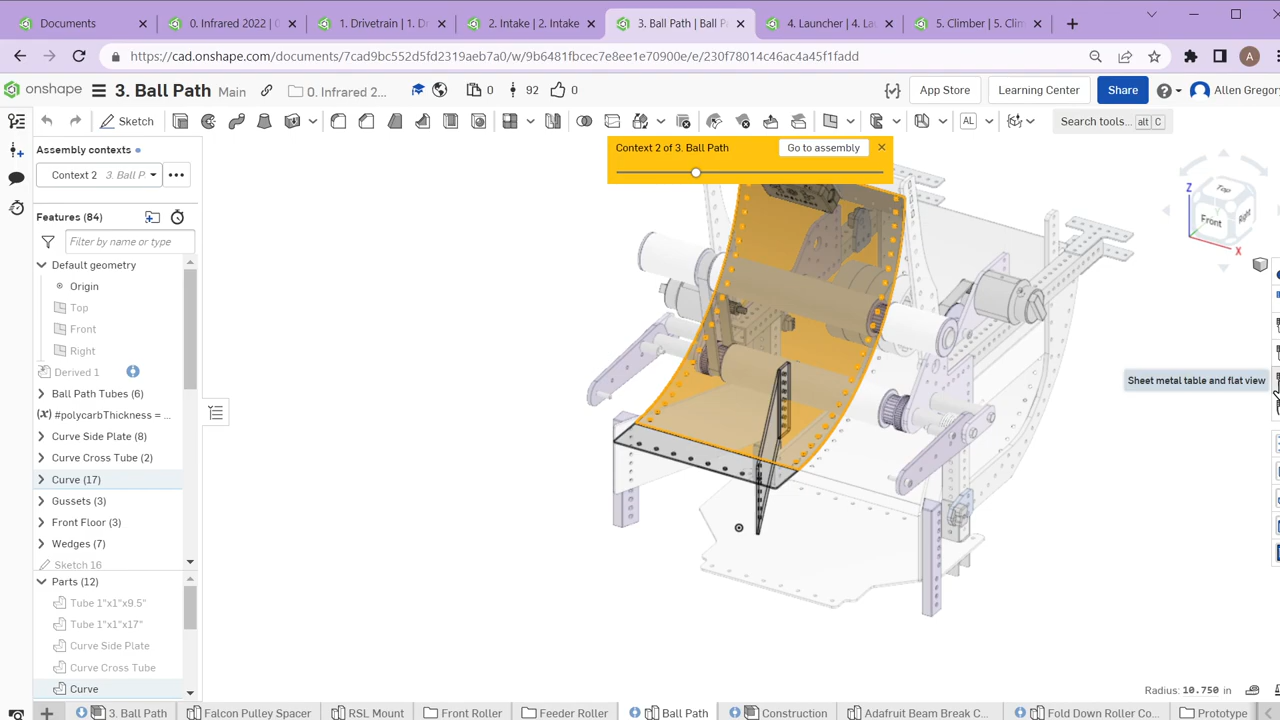 Documents
0. Infrared 2022 |
1. Drivetrain | 1. Dr
2. Intake | 2. Intake
3. Ball Path | Ball P
4. Launcher | 4. Lau
5. Climber | 5. Clim
https://cad.onshape.com/documents/7cad9bc552d5fd2319aeb7a0/w/9b6481fbcec7e8ee1e70900e/e/230f78014c46ac4a45f1fadd
A
onshape
3. Ball Path Main
0. Infrared 2...
0
92
0
App Store
Learning Center
Share
Allen Gregory
Sketch
AL
Search tools... alt C
Assembly contexts
Context 2 of 3. Ball Path
Go to assembly
Context 2 3. Ball P
Features (84)
Filter by name or type
Default geometry
Origin
Top
Front
Right
Derived 1
Ball Path Tubes (6)
(x) #polycarbThickness = ...
Curve Side Plate (8)
Curve Cross Tube (2)
Curve (17)
Gussets (3)
Front Floor (3)
Wedges (7)
Sketch 16
Parts (12)
Tube 1"x1"x9.5"
Tube 1"x1"x17"
Curve Side Plate
Curve Cross Tube
Curve
Z
Top
Front
Right
X
Sheet metal table and flat view
Radius: 10.750 in
3. Ball Path
Falcon Pulley Spacer
RSL Mount
Front Roller
Feeder Roller
Ball Path
Construction
Adafruit Beam Break C...
Fold Down Roller Co...
Prototype